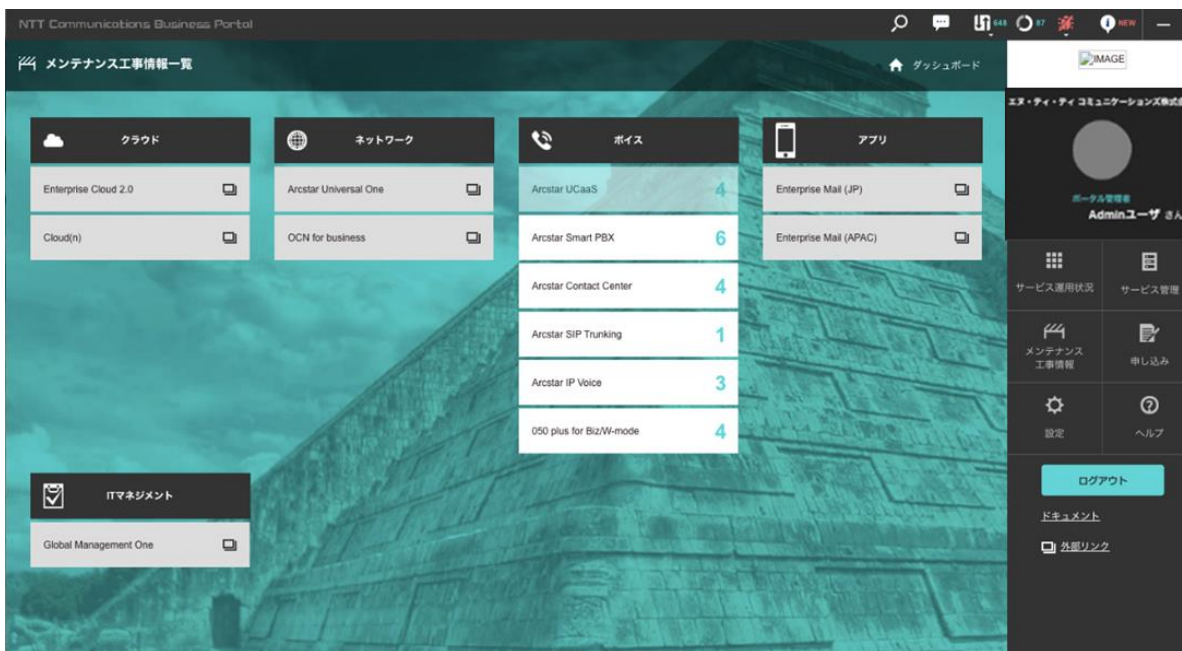 NTT Communications Business Portal
648
87
NEW
メンテナンス工事情報一覧
ダッシュボード
クラウド
Enterprise Cloud 2.0
Cloud(n)
ネットワーク
Arcstar Universal One
OCN for business
ボイス
Arcstar UCaaS 4
Arcstar Smart PBX 6
Arcstar Contact Center 4
Arcstar SIP Trunking 1
Arcstar IP Voice 3
050 plus for Biz/W-mode 4
アプリ
Enterprise Mail (JP)
Enterprise Mail (APAC)
ITマネジメント
Global Management One
IMAGE
エヌ・ティ・ティ コミュニケーションズ株式会
ポータル管理者
Adminユーザ さん
サービス運用状況
サービス管理
メンテナンス
工事情報
申し込み
設定
ヘルプ
ログアウト
ドキュメント
外部リンク